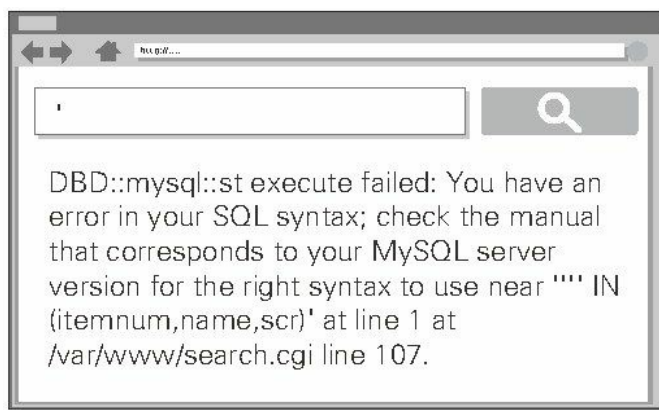 http://....
'
DBD::mysql::st execute failed: You have an
error in your SQL syntax; check the manual
that corresponds to your MySQL server
version for the right syntax to use near '''' IN
(itemnum,name,scr)' at line 1 at
/var/www/search.cgi line 107.